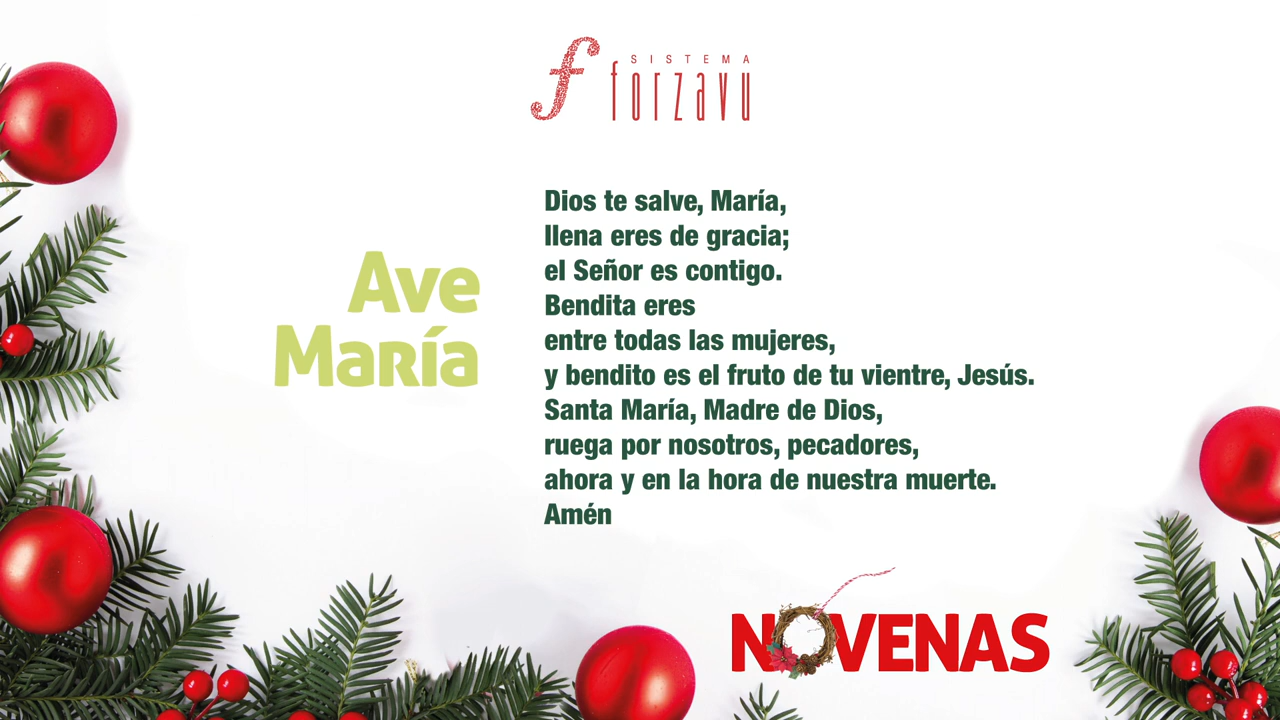 SISTEMA
forzavu
Ave
María
Dios te salve, María,
llena eres de gracia;
el Señor es contigo.
Bendita eres
entre todas las mujeres,
y bendito es el fruto de tu vientre, Jesús.
Santa María, Madre de Dios,
ruega por nosotros, pecadores,
ahora y en la hora de nuestra muerte.
Amén
NOVENAS